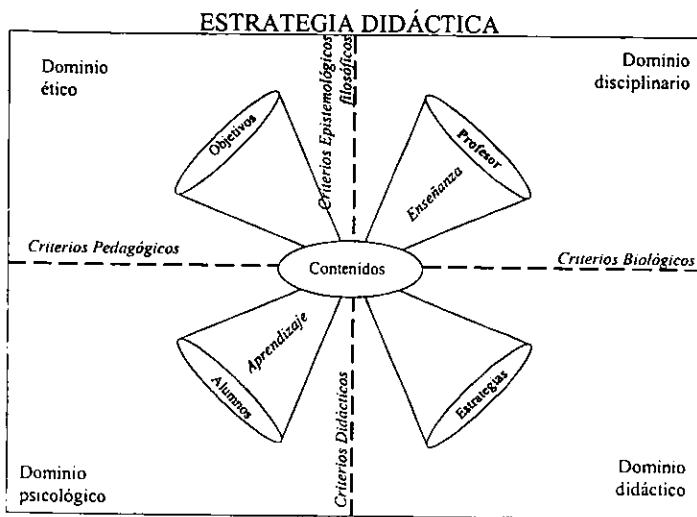 ESTRATEGIA DIDÁCTICA
Dominio
ético
Criterios Epistemológicos
filosóficos
Dominio
disciplinario
Objetivos
Profesor
Enseñanza
Criterios Pedagógicos
Contenidos
Criterios Biológicos
Aprendizaje
Alumnos
Criterios Didácticos
Estrategias
Dominio
psicológico
Dominio
didáctico